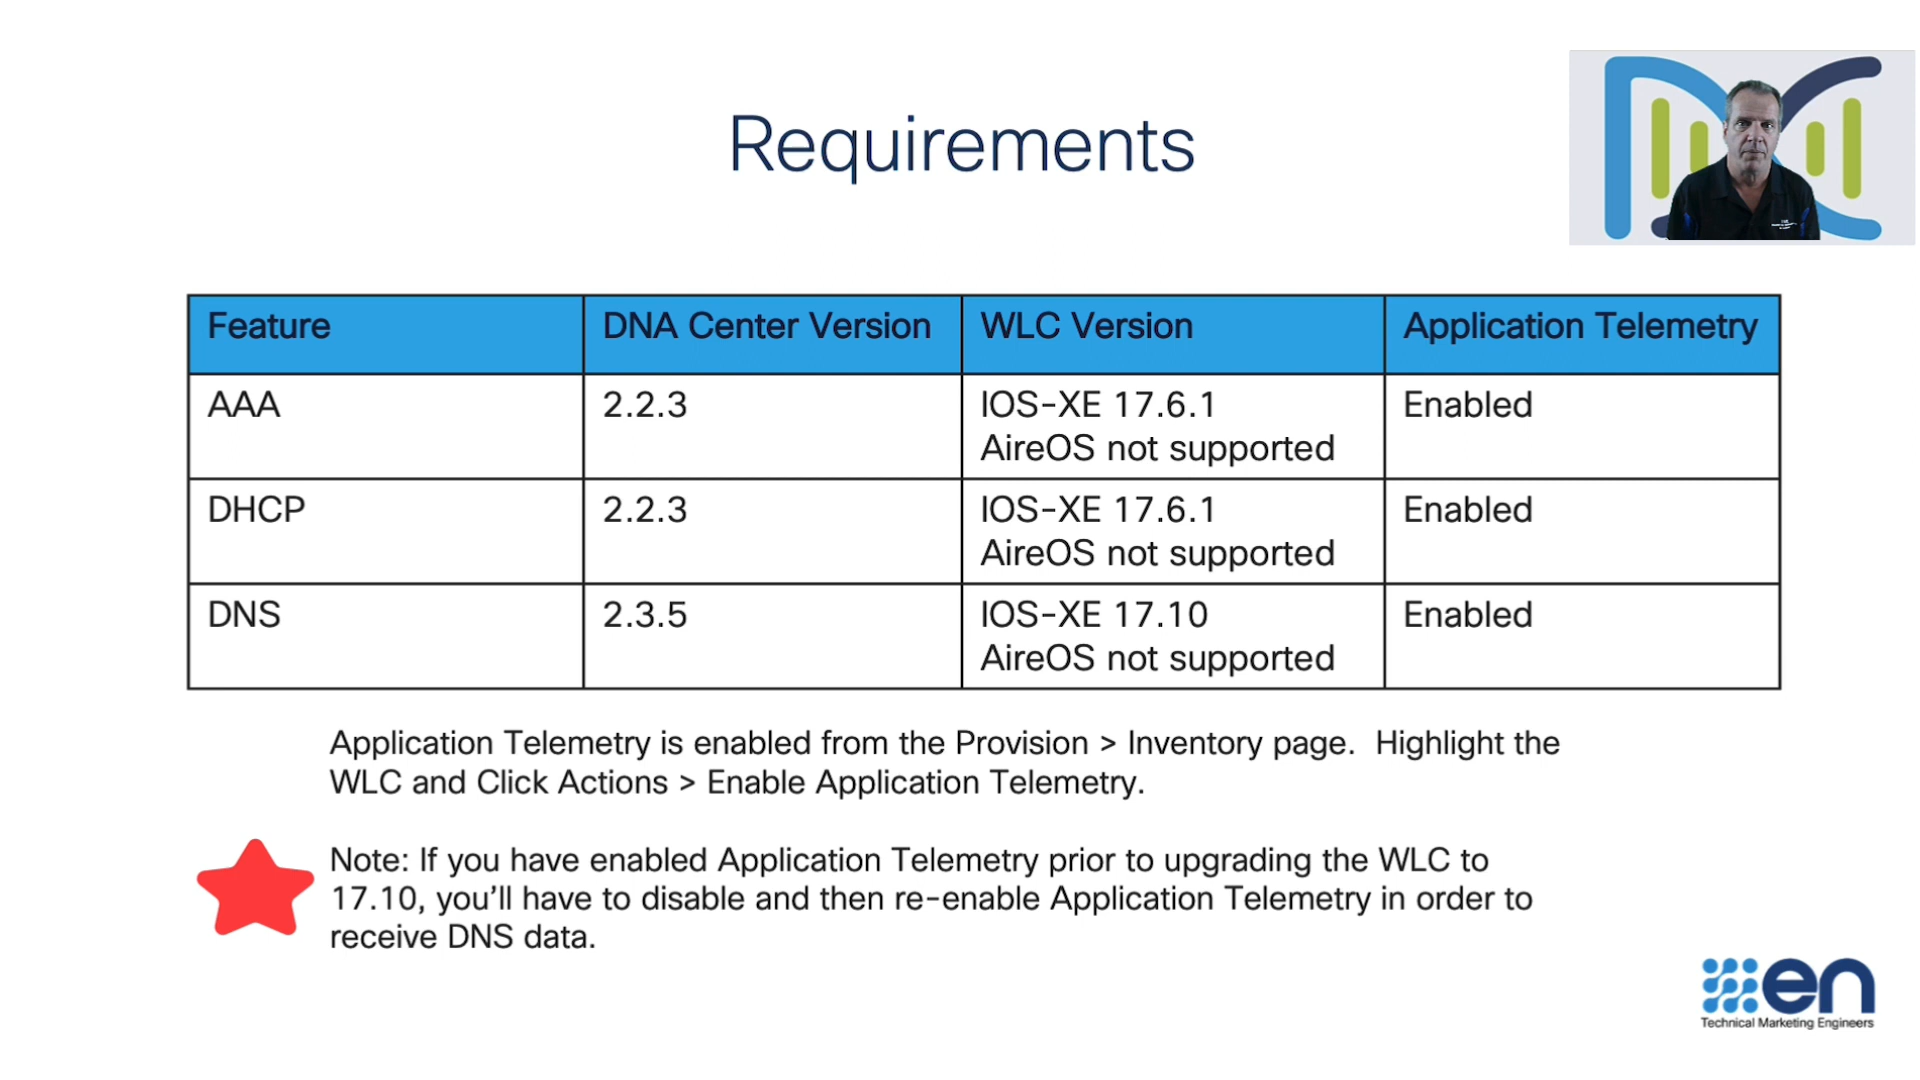 Requirements
Feature
DNA Center Version
WLC Version
Application Telemetry
AAA
2.2.3
IOS-XE 17.6.1
AireOS not supported
Enabled
DHCP
2.2.3
IOS-XE 17.6.1
AireOS not supported
Enabled
DNS
2.3.5
IOS-XE 17.10
AireOS not supported
Enabled
Application Telemetry is enabled from the Provision > Inventory page. Highlight the
WLC and Click Actions > Enable Application Telemetry.
Note: If you have enabled Application Telemetry prior to upgrading the WLC to
17.10, you’ll have to disable and then re-enable Application Telemetry in order to
receive DNS data.
en
Technical Marketing Engineers